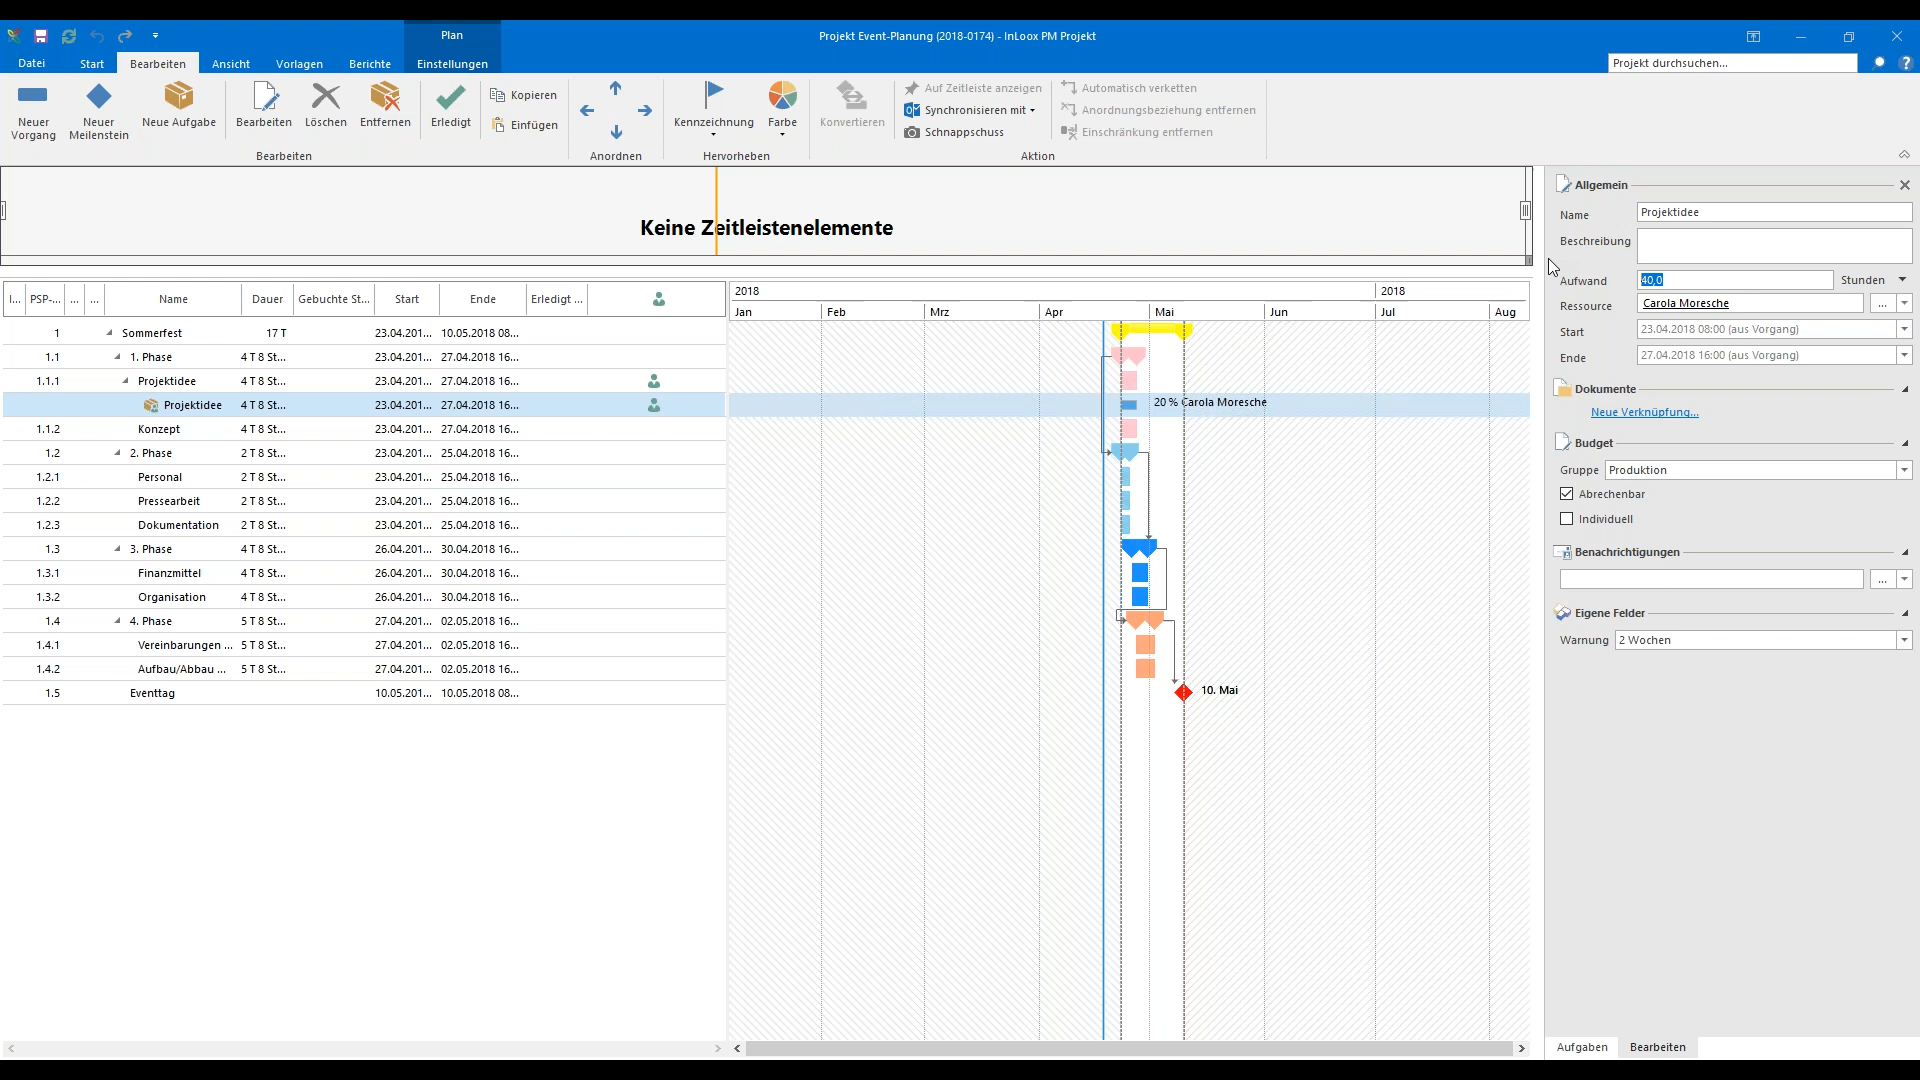 Plan
Projekt Event-Planung (2018-0174) - InLoox PM Projekt
Datei Start Bearbeiten Ansicht Vorlagen Berichte Einstellungen
Projekt durchsuchen...
Neuer Vorgang
Neuer Meilenstein
Neue Aufgabe
Bearbeiten
Löschen
Entfernen
Erledigt
Kopieren
Einfügen
Kennzeichnung
Farbe
Konvertieren
Auf Zeitleiste anzeigen
Synchronisieren mit
Schnappschuss
Automatisch verketten
Anordnungsbeziehung entfernen
Einschränkung entfernen
Bearbeiten Anordnen Hervorheben Aktion
Keine Zeitleistenelemente
I... PSP-... ... ... Name Dauer Gebuchte St... Start Ende Erledigt ...
2018 2018
Jan Feb Mrz Apr Mai Jun Jul Aug
1 Sommerfest 17 T 23.04.201... 10.05.2018 08...
1.1 1. Phase 4 T 8 St... 23.04.201... 27.04.2018 16...
1.1.1 Projektidee 4 T 8 St... 23.04.201... 27.04.2018 16...
Projektidee 4 T 8 St... 23.04.201... 27.04.2018 16... 20 % Carola Moresche
1.1.2 Konzept 4 T 8 St... 23.04.201... 27.04.2018 16...
1.2 2. Phase 2 T 8 St... 23.04.201... 25.04.2018 16...
1.2.1 Personal 2 T 8 St... 23.04.201... 25.04.2018 16...
1.2.2 Pressearbeit 2 T 8 St... 23.04.201... 25.04.2018 16...
1.2.3 Dokumentation 2 T 8 St... 23.04.201... 25.04.2018 16...
1.3 3. Phase 4 T 8 St... 26.04.201... 30.04.2018 16...
1.3.1 Finanzmittel 4 T 8 St... 26.04.201... 30.04.2018 16...
1.3.2 Organisation 4 T 8 St... 26.04.201... 30.04.2018 16...
1.4 4. Phase 5 T 8 St... 27.04.201... 02.05.2018 16...
1.4.1 Vereinbarungen ... 5 T 8 St... 27.04.201... 02.05.2018 16...
1.4.2 Aufbau/Abbau ... 5 T 8 St... 27.04.201... 02.05.2018 16...
1.5 Eventtag 10.05.201... 10.05.2018 08... 10. Mai
Allgemein
Name Projektidee
Beschreibung
Aufwand 40,0 Stunden
Ressource Carola Moresche ...
Start 23.04.2018 08:00 (aus Vorgang)
Ende 27.04.2018 16:00 (aus Vorgang)
Dokumente
Neue Verknüpfung...
Budget
Gruppe Produktion
Abrechenbar
Individuell
Benachrichtigungen
...
Eigene Felder
Warnung 2 Wochen
Aufgaben Bearbeiten